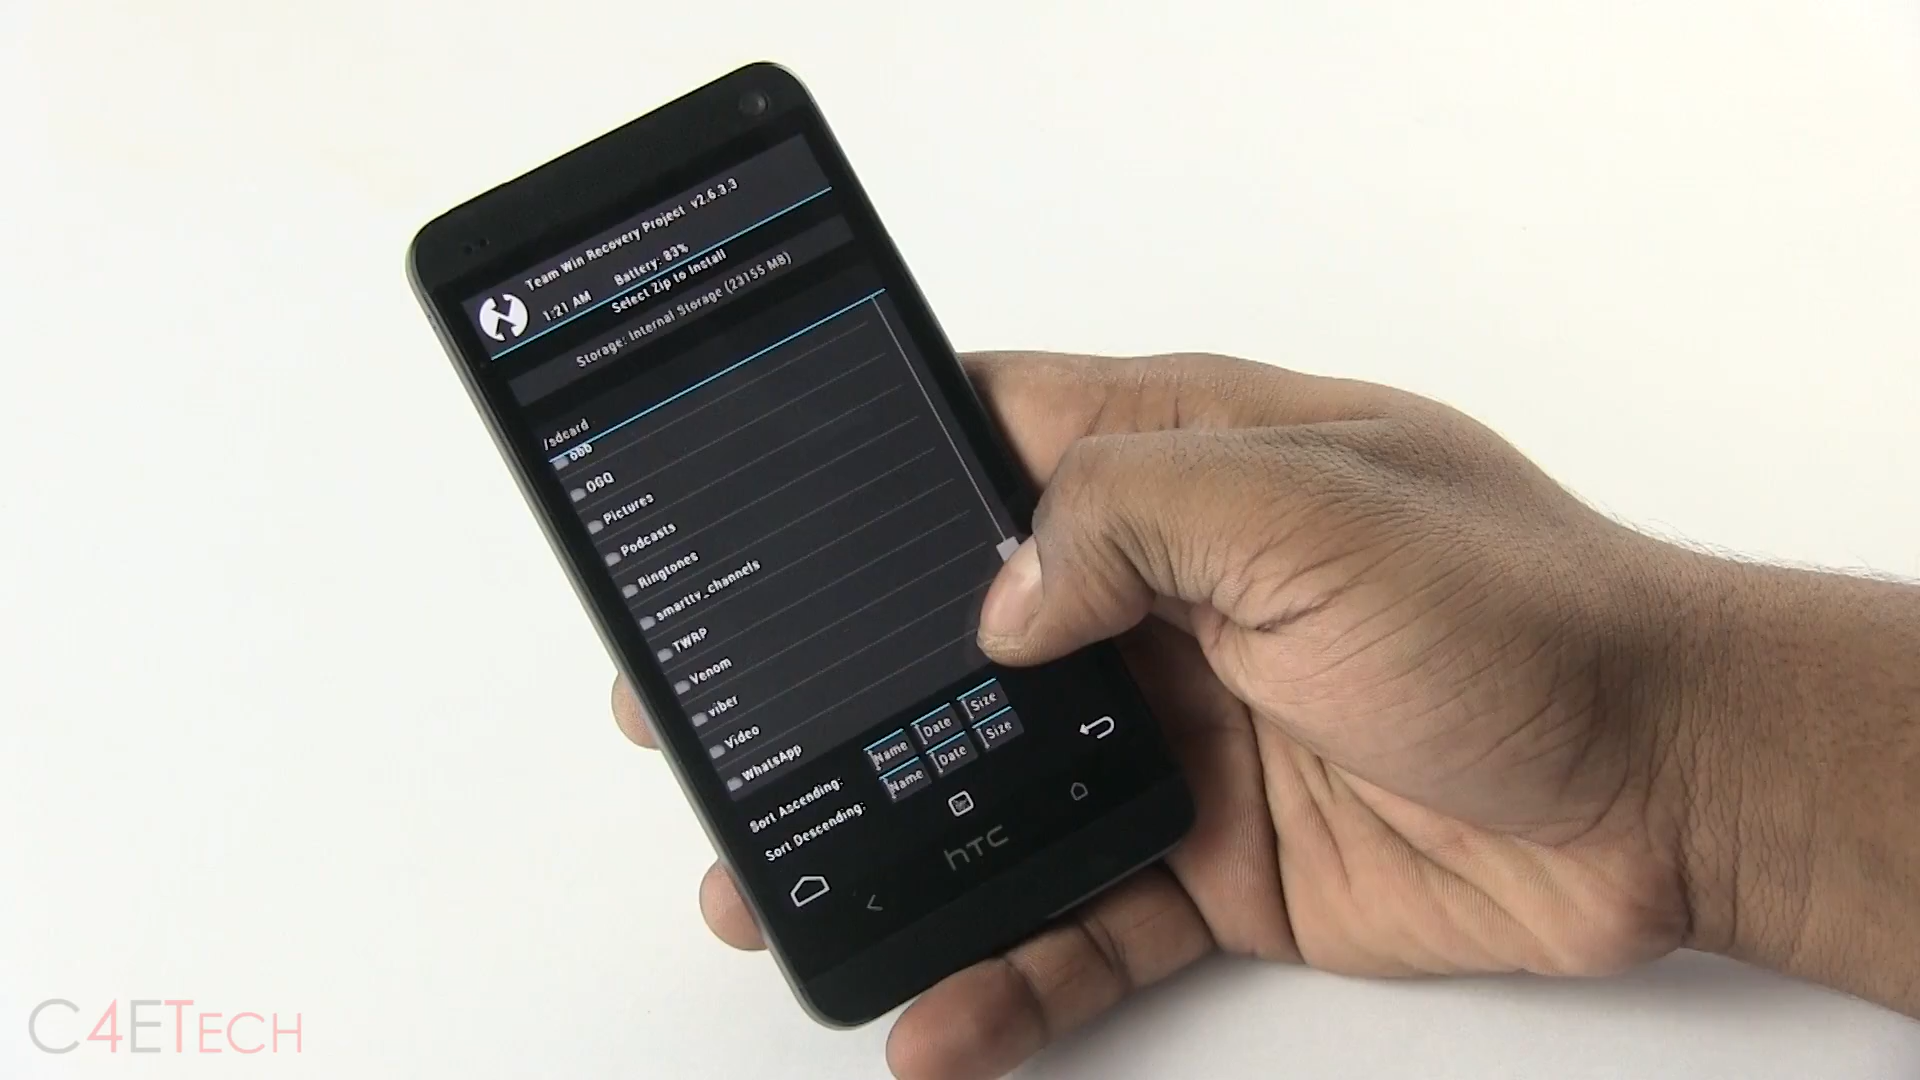 Team Win Recovery Project v2.6.3.3
1:21 AM Battery: 83%
Select Zip to Install
Storage: Internal Storage (23155 MB)
/sdcard
obb
OGQ
Pictures
Podcasts
Ringtones
smarttv_channels
TWRP
Venom
viber
Video
WhatsApp
Sort Ascending: Name Date Size
Sort Descending: Name Date Size
hTC
C4ETECH